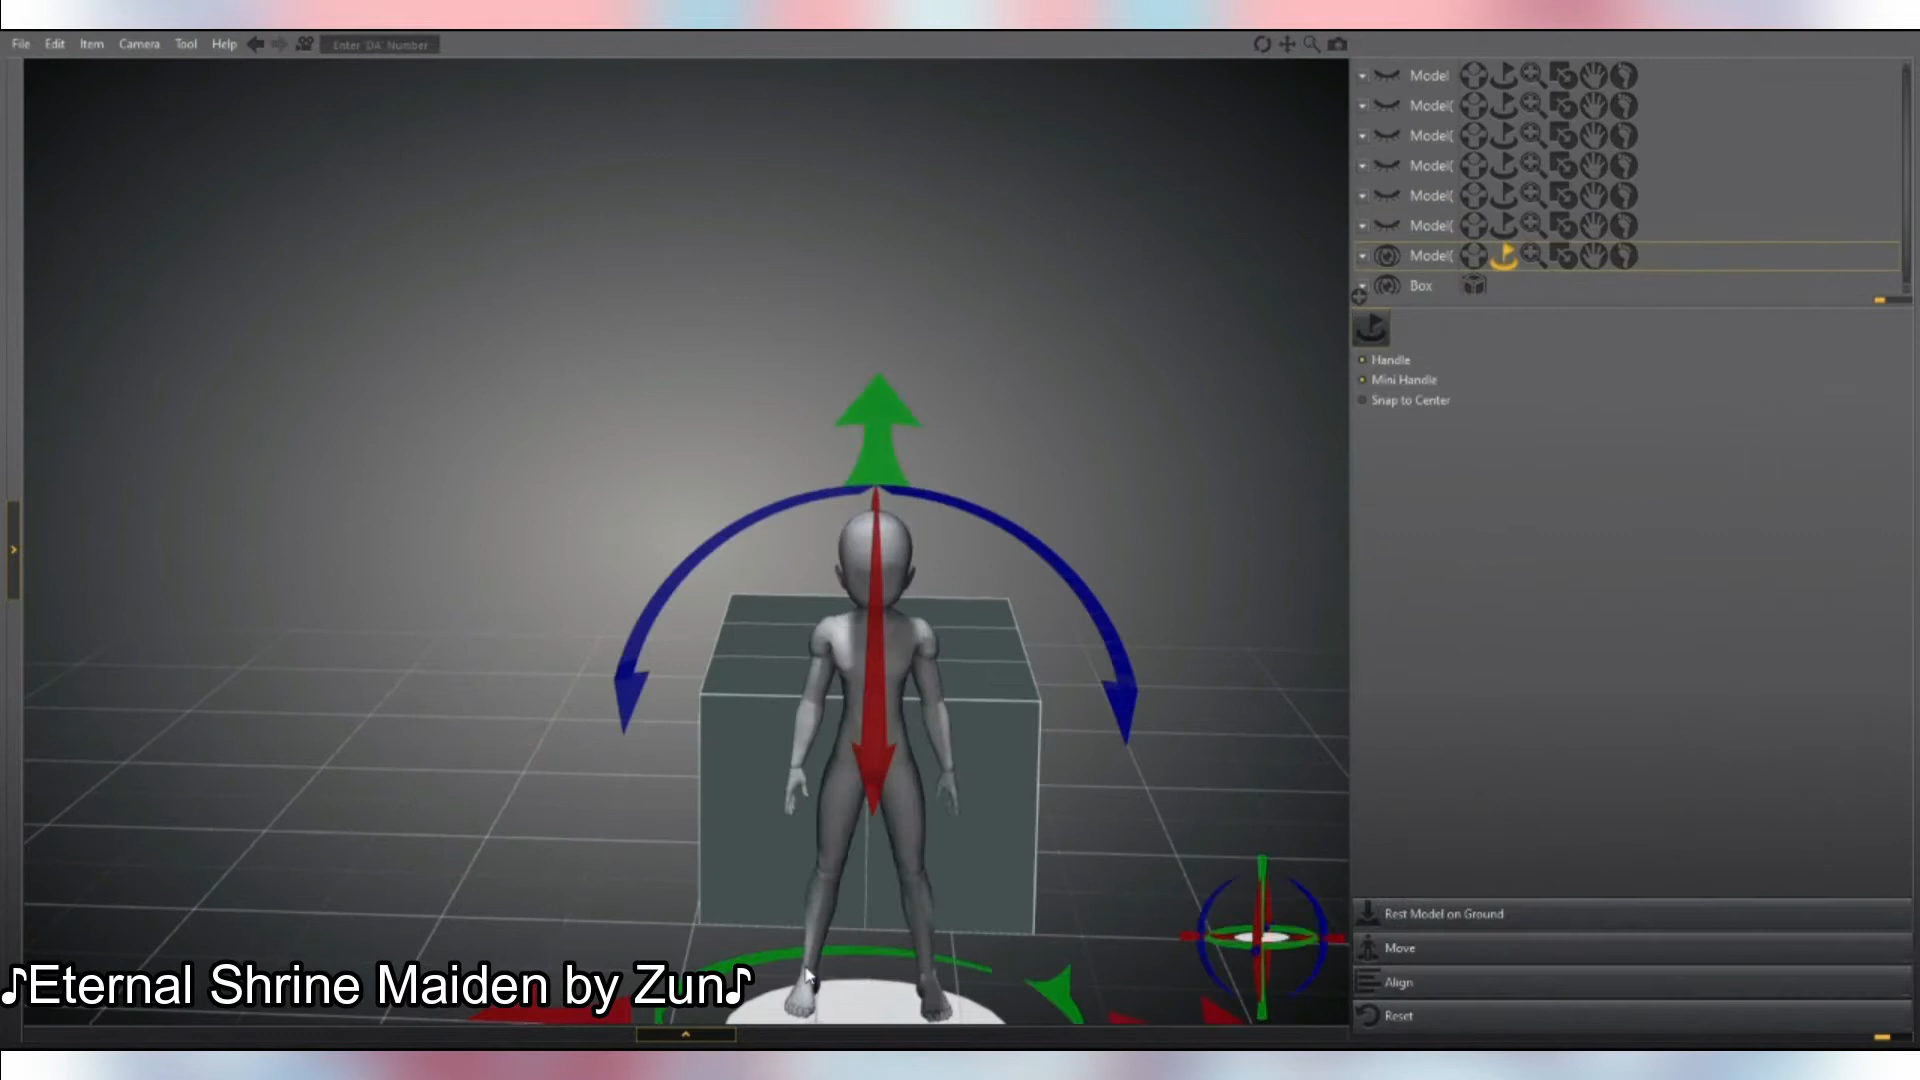 File Edit Item Camera Tool Help Enter 'DA' Number
Model
Model(
Model(
Model(
Model(
Model(
Model(
Box
Handle
Mini Handle
Snap to Center
Rest Model on Ground
Move
Align
Reset
♪Eternal Shrine Maiden by Zun♪